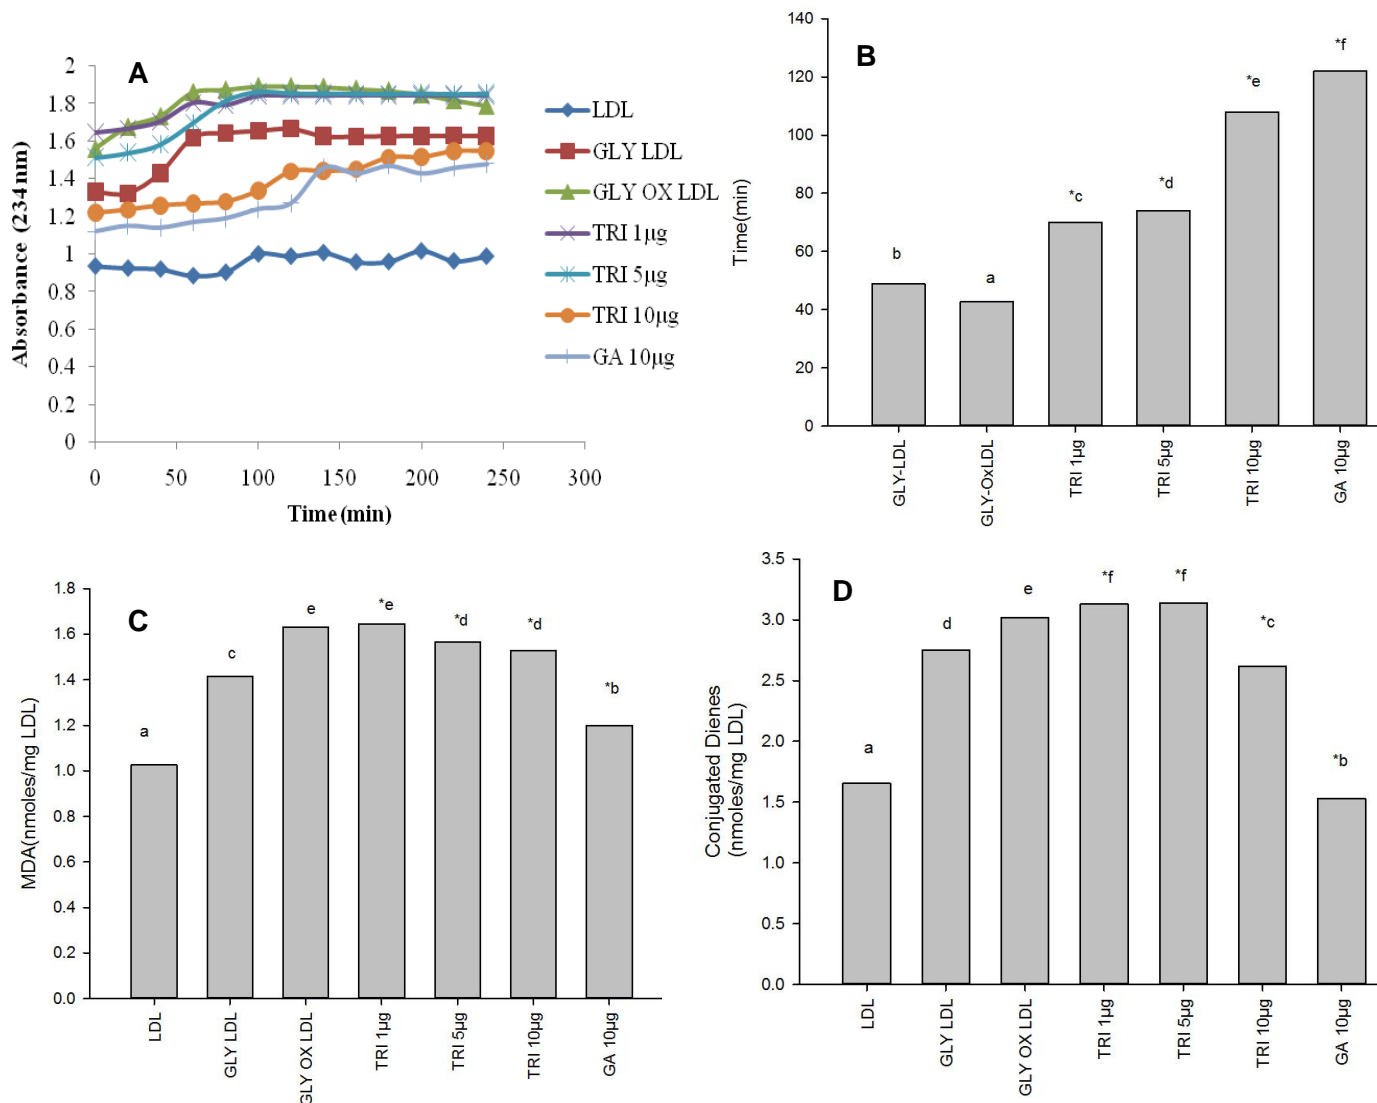 A
2
1.8
1.6
1.4
1.2
1
0.8
0.6
0.4
0.2
0
Absorbance (234 nm)
0 50 100 150 200 250 300
Time (min)
LDL
GLY LDL
GLY OX LDL
TRI 1µg
TRI 5µg
TRI 10µg
GA 10µg
B
140
120
100
80
60
40
20
0
Time(min)
b
a
*c
*d
*e
*f
GLY-LDL
GLY-OxLDL
TRI 1µg
TRI 5µg
TRI 10µg
GA 10µg
C
1.8
1.6
1.4
1.2
1.0
0.8
0.6
0.4
0.2
0.0
MDA(nmoles/mg LDL)
a
c
e
*e
*d
*d
*b
LDL
GLY LDL
GLY OX LDL
TRI 1µg
TRI 5µg
TRI 10µg
GA 10µg
D
3.5
3.0
2.5
2.0
1.5
1.0
0.5
0.0
Conjugated Dienes
(nmoles/mg LDL)
a
d
e
*f
*f
*c
*b
LDL
GLY LDL
GLY OX LDL
TRI 1µg
TRI 5µg
TRI 10µg
GA 10µg